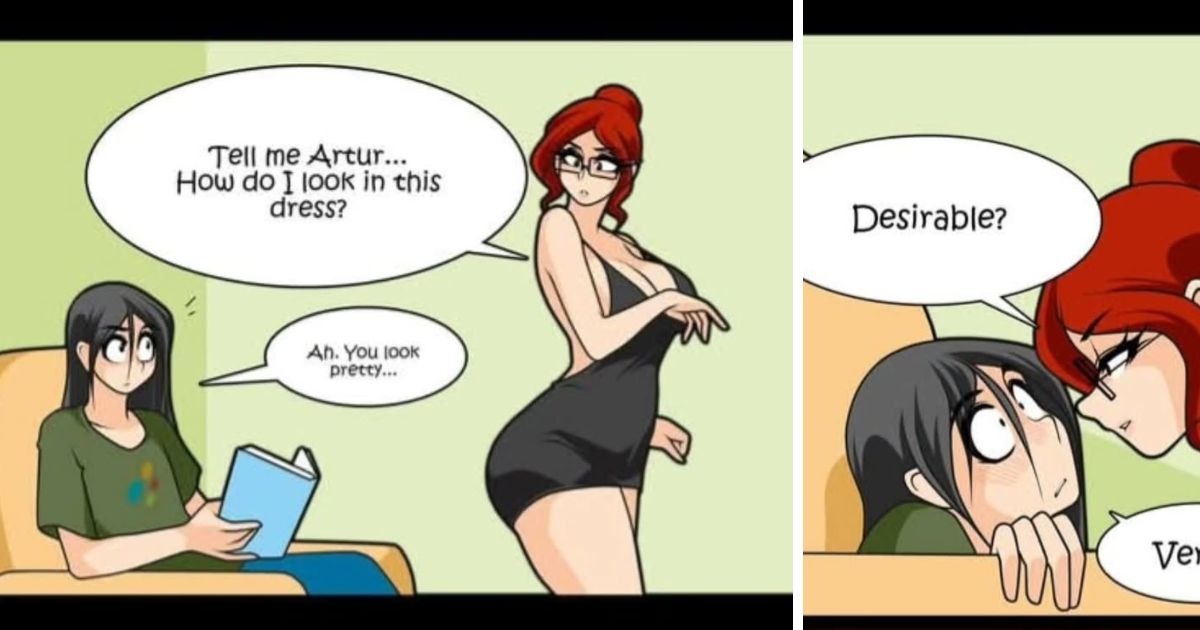 Tell me Artur...
How do I look in this
dress?
Ah. You look
pretty...
Desirable?